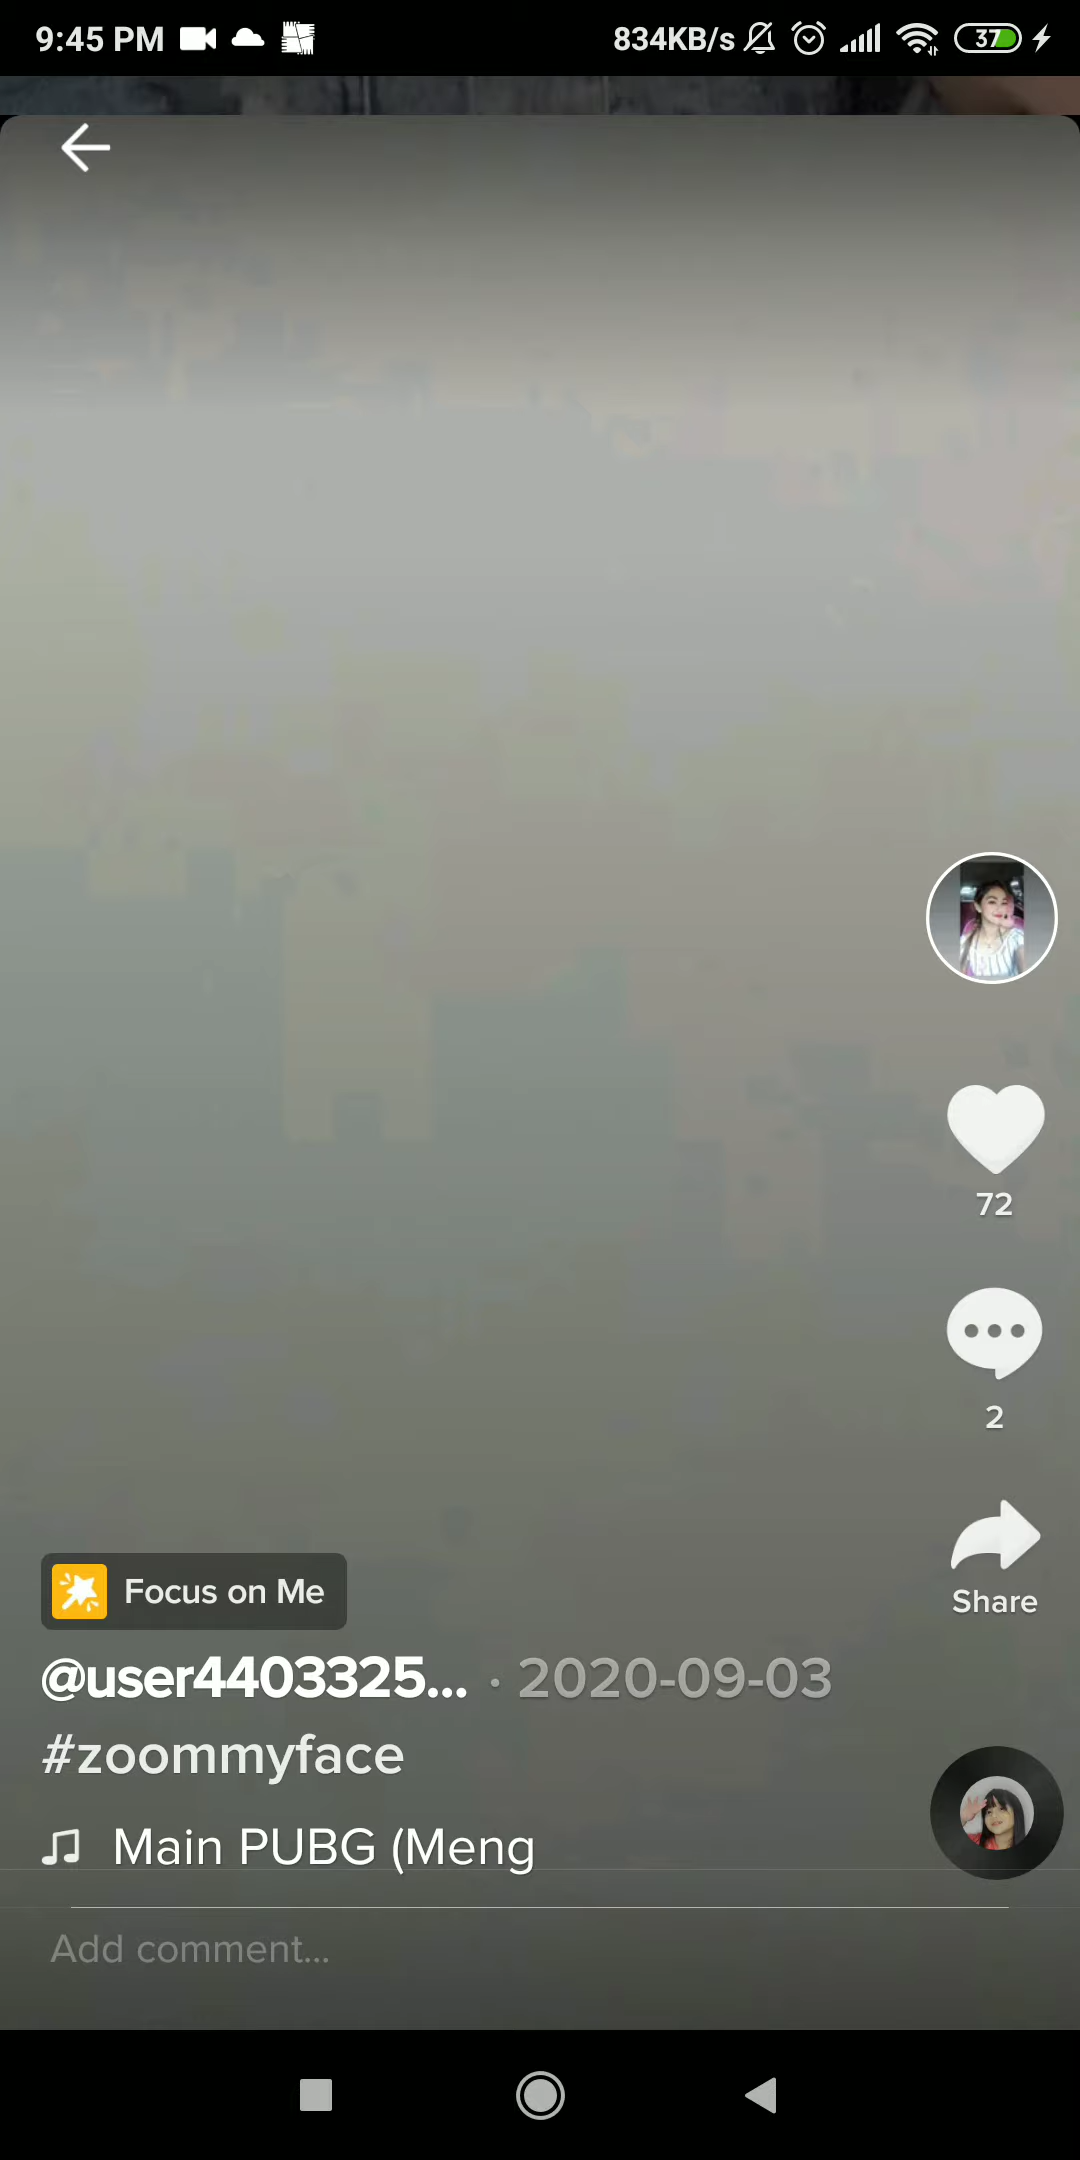 9:45 PM 834KB/s 37
72
2
Share
Focus on Me
@user4403325... · 2020-09-03
#zoommyface
Main PUBG (Meng
Add comment...